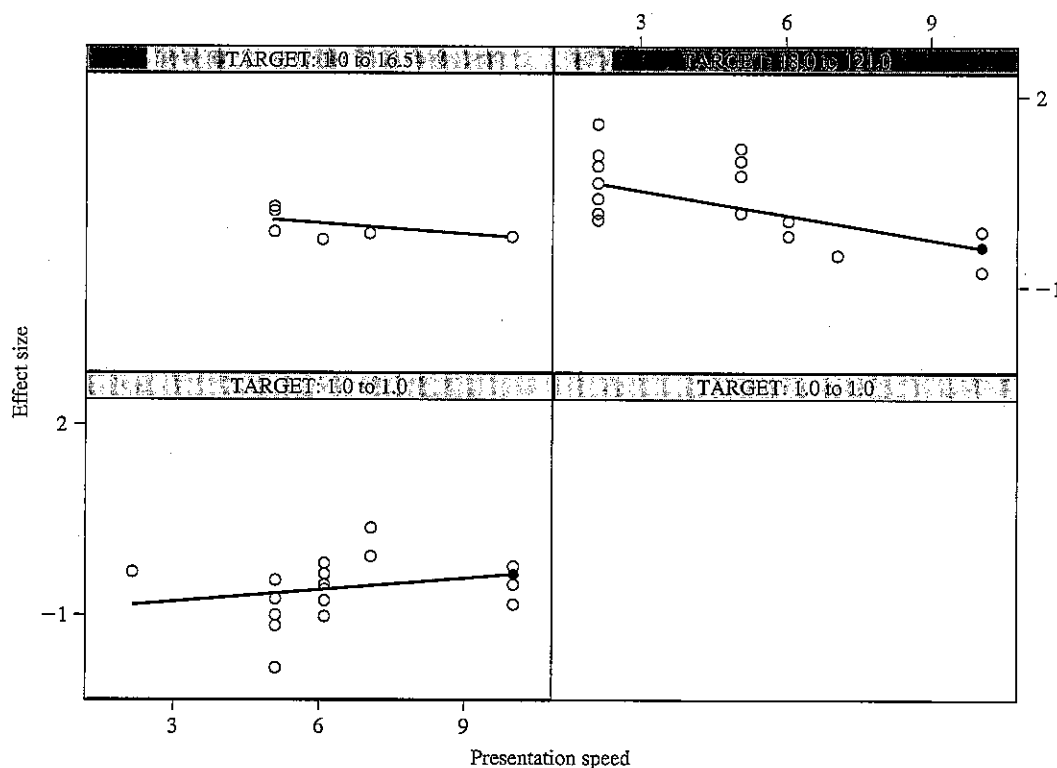 3 6 9
TARGET: 1.0 to 16.5
TARGET: 18.0 to 121.0
2
−1
Effect size
TARGET: 1.0 to 1.0
TARGET: 1.0 to 1.0
2
−1
3 6 9
Presentation speed